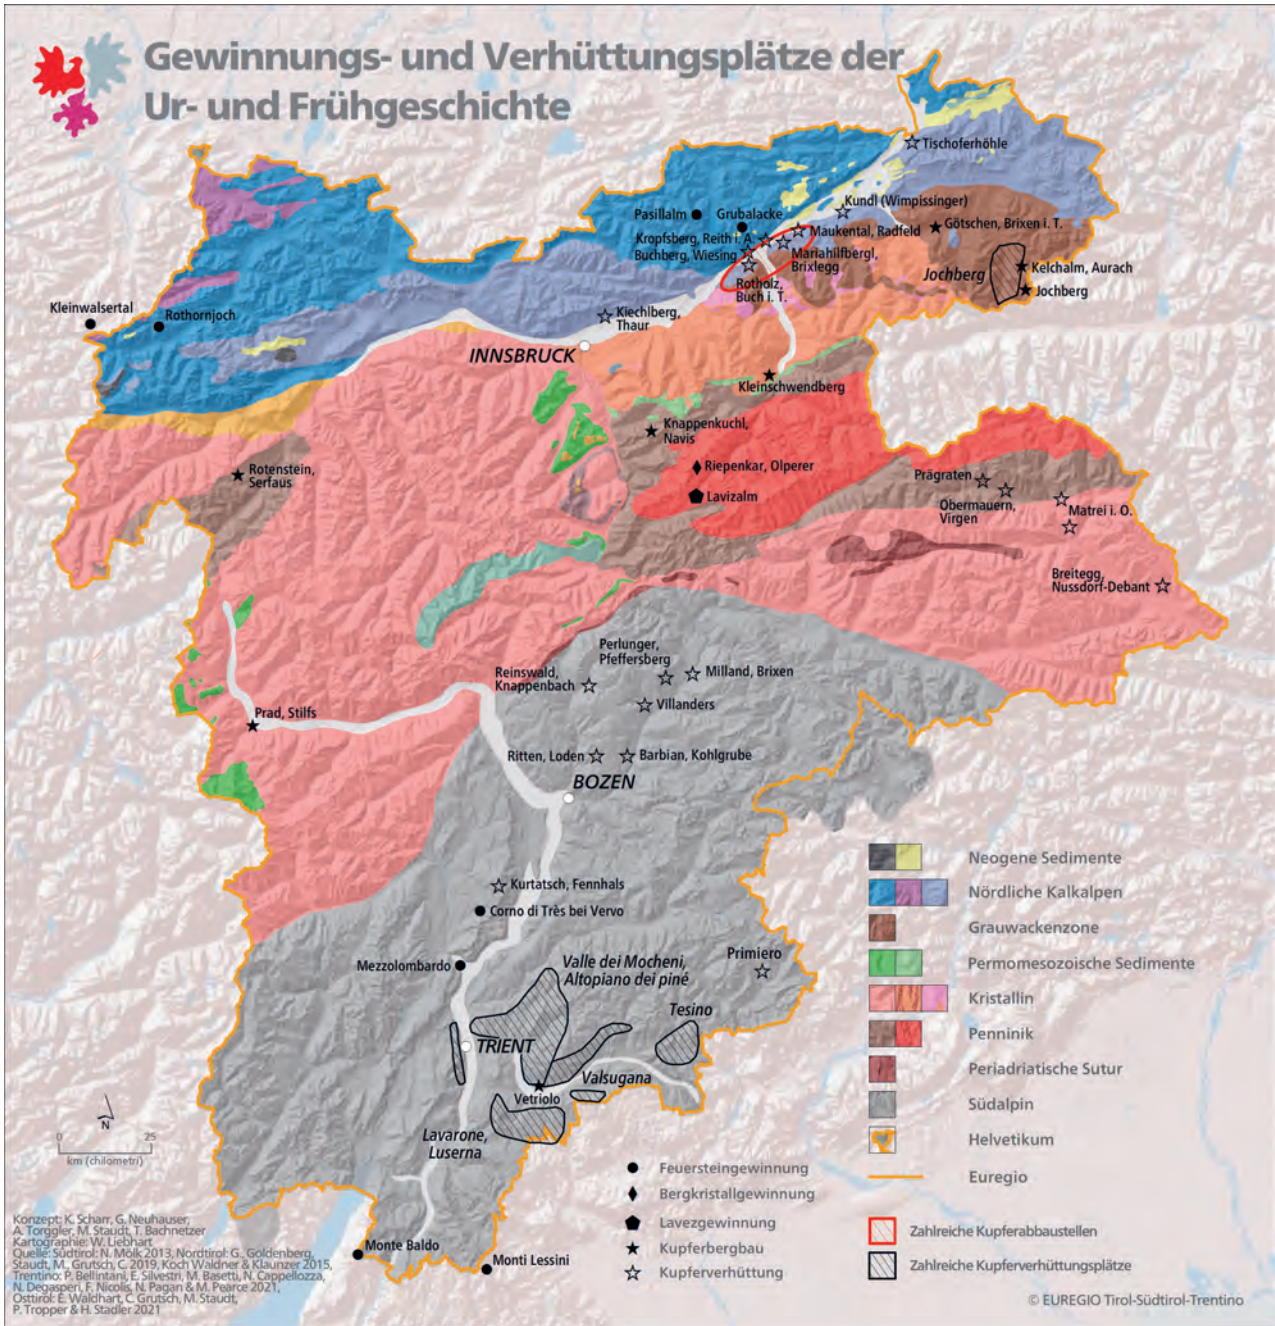 Gewinnungs- und Verhüttungsplätze der
Ur- und Frühgeschichte
Tischoferhöhle
Kundl (Wimpissinger)
Pasillalm
Grubalacke
Götschen, Brixen i. T.
Maukental, Radfeld
Kropfsberg, Reith i. A.
Buchberg, Wiesing
Mariahilfbergl,
Brixlegg
Jochberg
Kelchalm, Aurach
Rotholz,
Buch i. T.
Jochberg
Kleinwalsertal
Rothornjoch
Kiechlberg,
Thaur
INNSBRUCK
Kleinschwendberg
Knappenkuchl,
Navis
Rotenstein,
Serfaus
Riepenkar, Olperer
Lavizalm
Prägraten
Obermauern,
Virgen
Matrei i. O.
Breitegg,
Nussdorf-Debant
Perlunger,
Pfeffersberg
Reinswald,
Knappenbach
Milland, Brixen
Villanders
Prad, Stilfs
Ritten, Loden
Barbian, Kohlgrube
BOZEN
Kurtatsch, Fennhals
Corno di Très bei Vervo
Mezzolombardo
Valle dei Mocheni,
Altopiano dei piné
Primiero
Tesino
TRIENT
Valsugana
Vetriolo
Lavarone,
Luserna
Monte Baldo
Monti Lessini
N
0 25
km (chilometri)
Neogene Sedimente
Nördliche Kalkalpen
Grauwackenzone
Permomesozoische Sedimente
Kristallin
Penninik
Periadriatische Sutur
Südalpin
Helvetikum
Euregio
Feuersteingewinnung
Bergkristallgewinnung
Lavezgewinnung
Kupferbergbau
Kupferverhüttung
Zahlreiche Kupferabbaustellen
Zahlreiche Kupferverhüttungsplätze
Konzept: K. Scharr, G. Neuhauser,
A. Torggler, M. Staudt, T. Bachnetzer
Kartographie: W. Liebhart
Quelle: Südtirol: N. Mölk 2013, Nordtirol: G., Goldenberg,
Staudt, M., Grutsch, C. 2019, Koch Waldner & Klaunzer 2015,
Trentino: P. Bellintani, E. Silvestri, M. Basetti, N. Cappellozza,
N. Degasperi, F. Nicolis, N. Pagan & M. Pearce 2021,
Osttirol: E. Waldhart, C. Grutsch, M. Staudt,
P. Tropper & H. Stadler 2021
© EUREGIO Tirol-Südtirol-Trentino